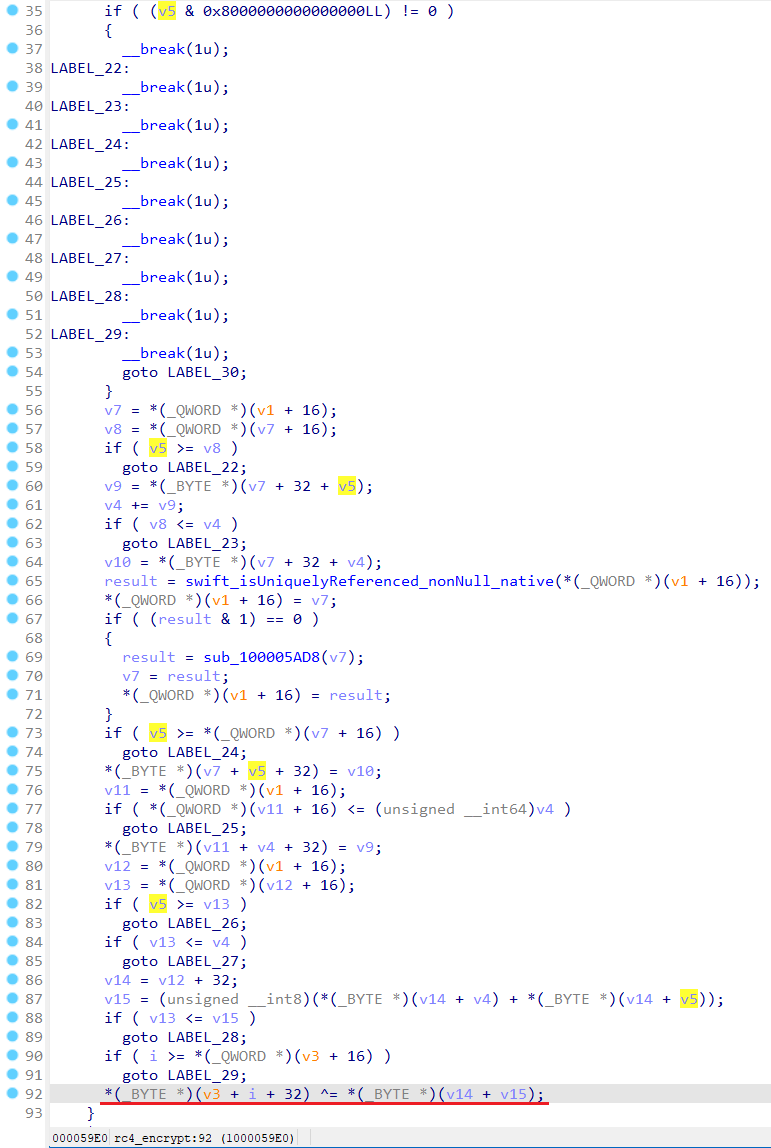 35 if ( (v5 & 0x8000000000000000LL) != 0 )
36 {
37 __break(1u);
38 LABEL_22:
39 __break(1u);
40 LABEL_23:
41 __break(1u);
42 LABEL_24:
43 __break(1u);
44 LABEL_25:
45 __break(1u);
46 LABEL_26:
47 __break(1u);
48 LABEL_27:
49 __break(1u);
50 LABEL_28:
51 __break(1u);
52 LABEL_29:
53 __break(1u);
54 goto LABEL_30;
55 }
56 v7 = *(_QWORD *)(v1 + 16);
57 v8 = *(_QWORD *)(v7 + 16);
58 if ( v5 >= v8 )
59 goto LABEL_22;
60 v9 = *(_BYTE *)(v7 + 32 + v5);
61 v4 += v9;
62 if ( v8 <= v4 )
63 goto LABEL_23;
64 v10 = *(_BYTE *)(v7 + 32 + v4);
65 result = swift_isUniquelyReferenced_nonNull_native(*(_QWORD *)(v1 + 16));
66 *(_QWORD *)(v1 + 16) = v7;
67 if ( (result & 1) == 0 )
68 {
69 result = sub_100005AD8(v7);
70 v7 = result;
71 *(_QWORD *)(v1 + 16) = result;
72 }
73 if ( v5 >= *(_QWORD *)(v7 + 16) )
74 goto LABEL_24;
75 *(_BYTE *)(v7 + v5 + 32) = v10;
76 v11 = *(_QWORD *)(v1 + 16);
77 if ( *(_QWORD *)(v11 + 16) <= (unsigned __int64)v4 )
78 goto LABEL_25;
79 *(_BYTE *)(v11 + v4 + 32) = v9;
80 v12 = *(_QWORD *)(v1 + 16);
81 v13 = *(_QWORD *)(v12 + 16);
82 if ( v5 >= v13 )
83 goto LABEL_26;
84 if ( v13 <= v4 )
85 goto LABEL_27;
86 v14 = v12 + 32;
87 v15 = (unsigned __int8)(*(_BYTE *)(v14 + v4) + *(_BYTE *)(v14 + v5));
88 if ( v13 <= v15 )
89 goto LABEL_28;
90 if ( i >= *(_QWORD *)(v3 + 16) )
91 goto LABEL_29;
92 *(_BYTE *)(v3 + i + 32) ^= *(_BYTE *)(v14 + v15);
93 }
000059E0 rc4_encrypt:92 (1000059E0)